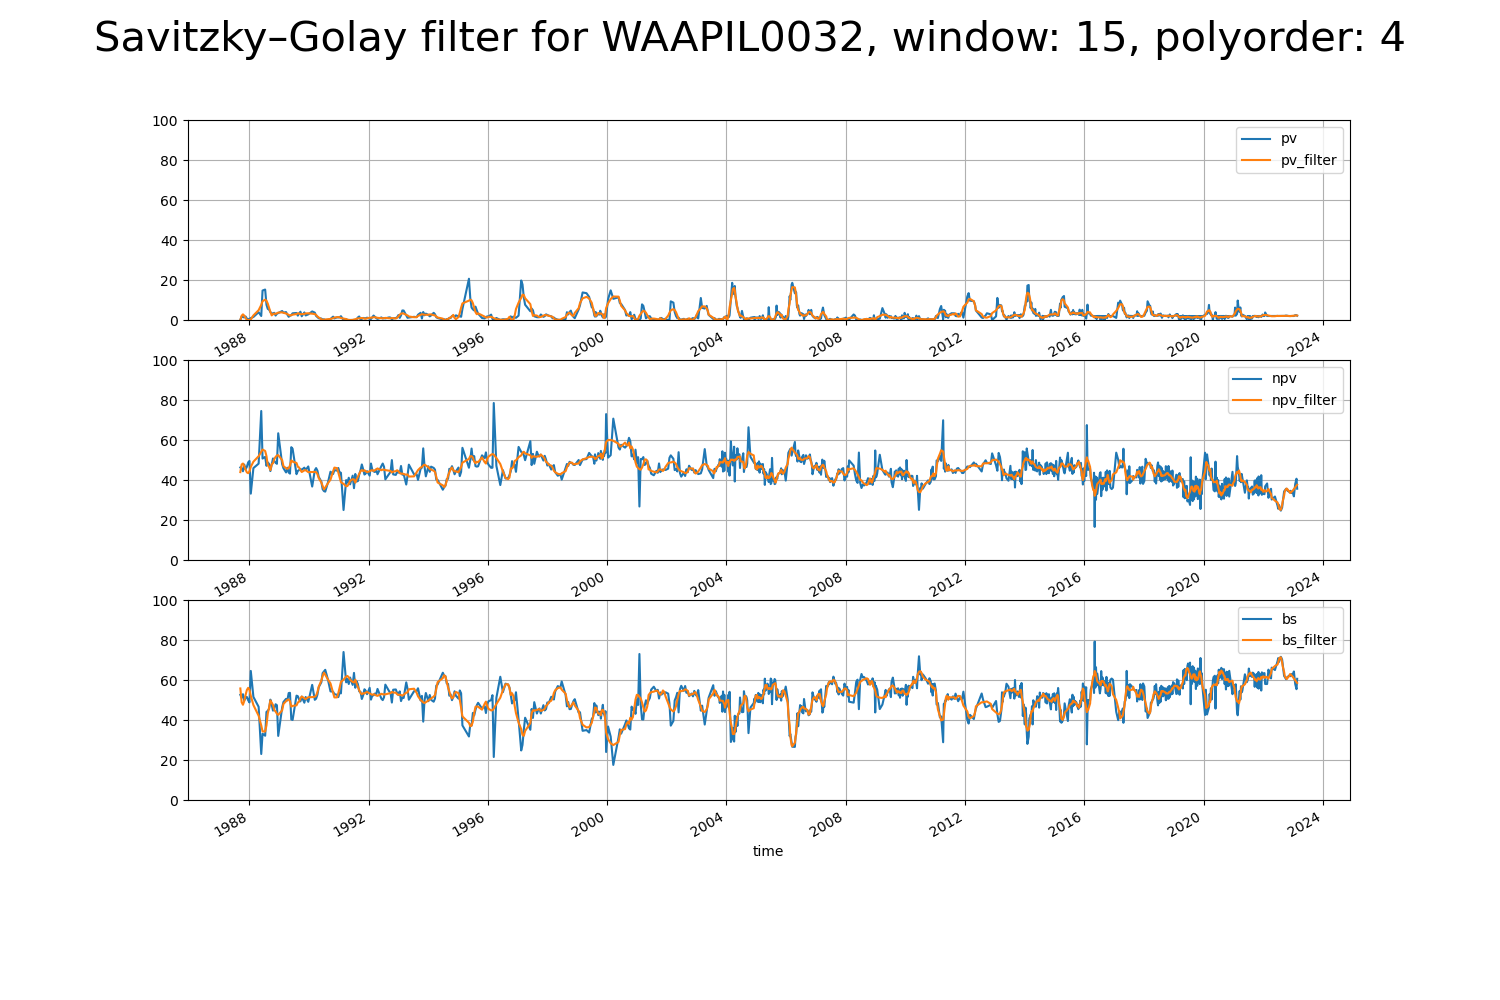 Savitzky–Golay filter for WAAPIL0032, window: 15, polyorder: 4
100
80
60
40
20
0
pv
pv_filter
1988 1992 1996 2000 2004 2008 2012 2016 2020 2024
100
80
60
40
20
0
npv
npv_filter
1988 1992 1996 2000 2004 2008 2012 2016 2020 2024
100
80
60
40
20
0
bs
bs_filter
1988 1992 1996 2000 2004 2008 2012 2016 2020 2024
time